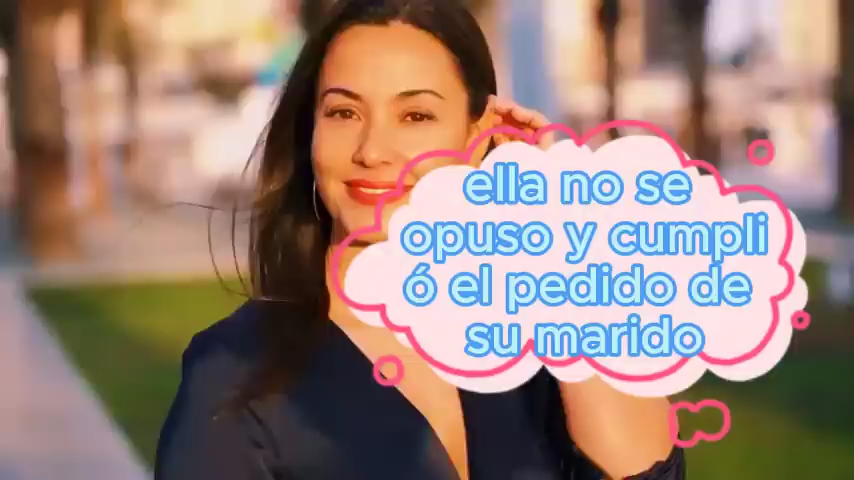 ella no se
opuso y cumpli
ó el pedido de
su marido